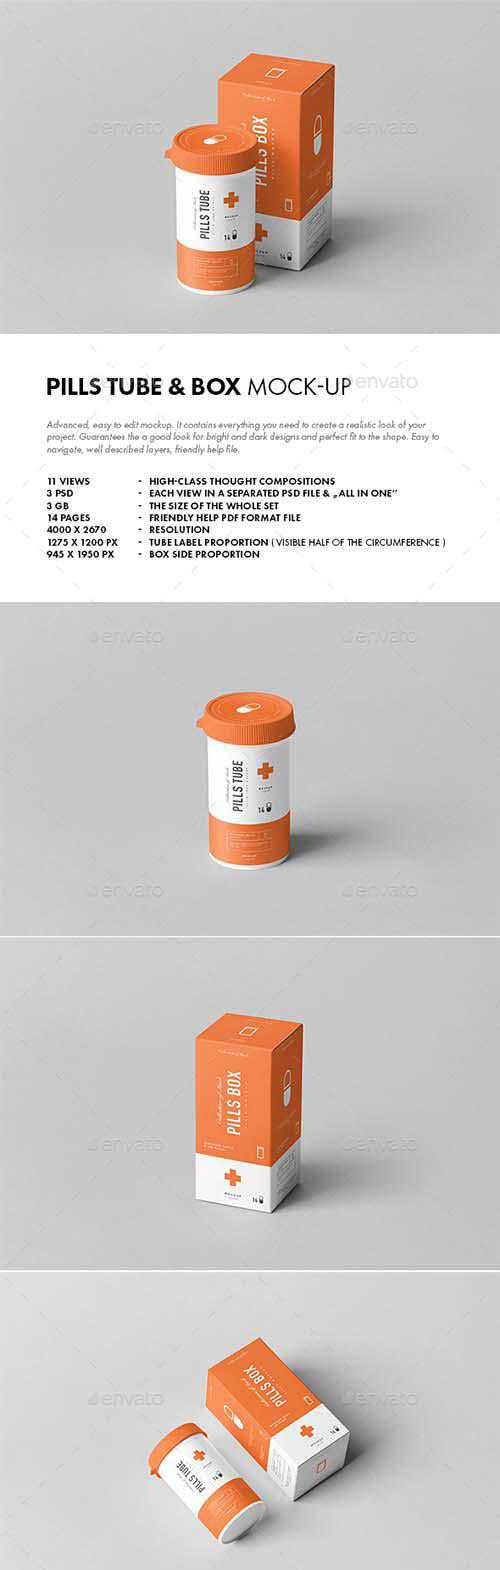 envato
envato
PILLS BOX
PILLS TUBE
14
14
envato
envato
PILLS TUBE & BOX MOCK-UP
Advanced, easy to edit mockup. It contains everything you need to create a realistic look of your
project. Guarantees the a good look for bright and dark designs and perfect fit to the shape. Easy to
navigate, well described layers, friendly help file.
11 VIEWS - HIGH-CLASS THOUGHT COMPOSITIONS
3 PSD - EACH VIEW IN A SEPARATED PSD FILE & „ALL IN ONE”
3 GB - THE SIZE OF THE WHOLE SET
14 PAGES - FRIENDLY HELP PDF FORMAT FILE
4000 X 2670 - RESOLUTION
1275 X 1200 PX - TUBE LABEL PROPORTION ( VISIBLE HALF OF THE CIRCUMFERENCE )
945 X 1950 PX - BOX SIDE PROPORTION
envato
envato
PILLS TUBE
MOCKUP
14
envato
envato
PILLS BOX
MOCKUP
14
envato
envato
envato
envato
PILLS BOX
PILLS TUBE
14